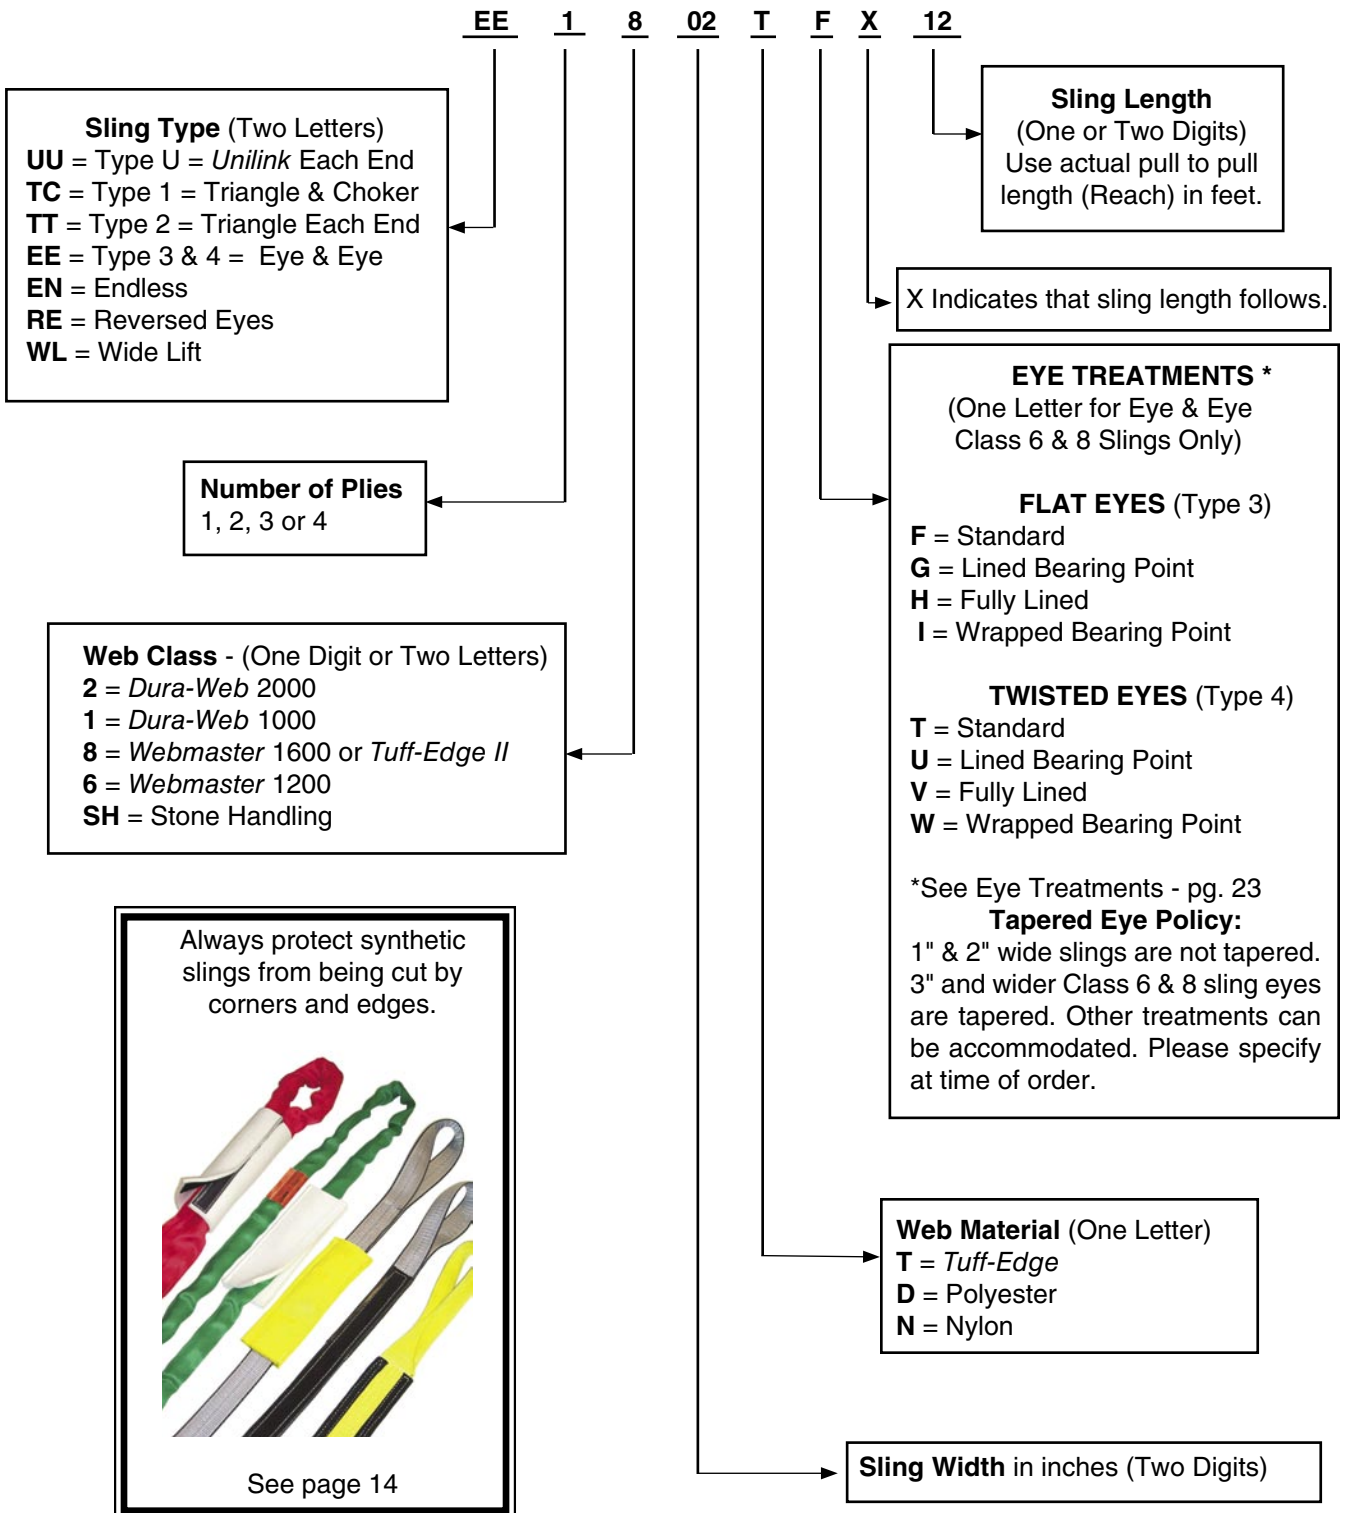 EE 1 8 02 T F X 12
Sling Type (Two Letters)
UU = Type U = Unilink Each End
TC = Type 1 = Triangle & Choker
TT = Type 2 = Triangle Each End
EE = Type 3 & 4 = Eye & Eye
EN = Endless
RE = Reversed Eyes
WL = Wide Lift
Sling Length
(One or Two Digits)
Use actual pull to pull
length (Reach) in feet.
X Indicates that sling length follows.
Number of Plies
1, 2, 3 or 4
Web Class - (One Digit or Two Letters)
2 = Dura-Web 2000
1 = Dura-Web 1000
8 = Webmaster 1600 or Tuff-Edge II
6 = Webmaster 1200
SH = Stone Handling
EYE TREATMENTS *
(One Letter for Eye & Eye
Class 6 & 8 Slings Only)
FLAT EYES (Type 3)
F = Standard
G = Lined Bearing Point
H = Fully Lined
I = Wrapped Bearing Point
TWISTED EYES (Type 4)
T = Standard
U = Lined Bearing Point
V = Fully Lined
W = Wrapped Bearing Point
*See Eye Treatments - pg. 23
Tapered Eye Policy:
1" & 2" wide slings are not tapered.
3" and wider Class 6 & 8 sling eyes
are tapered. Other treatments can
be accommodated. Please specify
at time of order.
Always protect synthetic
slings from being cut by
corners and edges.
See page 14
Web Material (One Letter)
T = Tuff-Edge
D = Polyester
N = Nylon
Sling Width in inches (Two Digits)